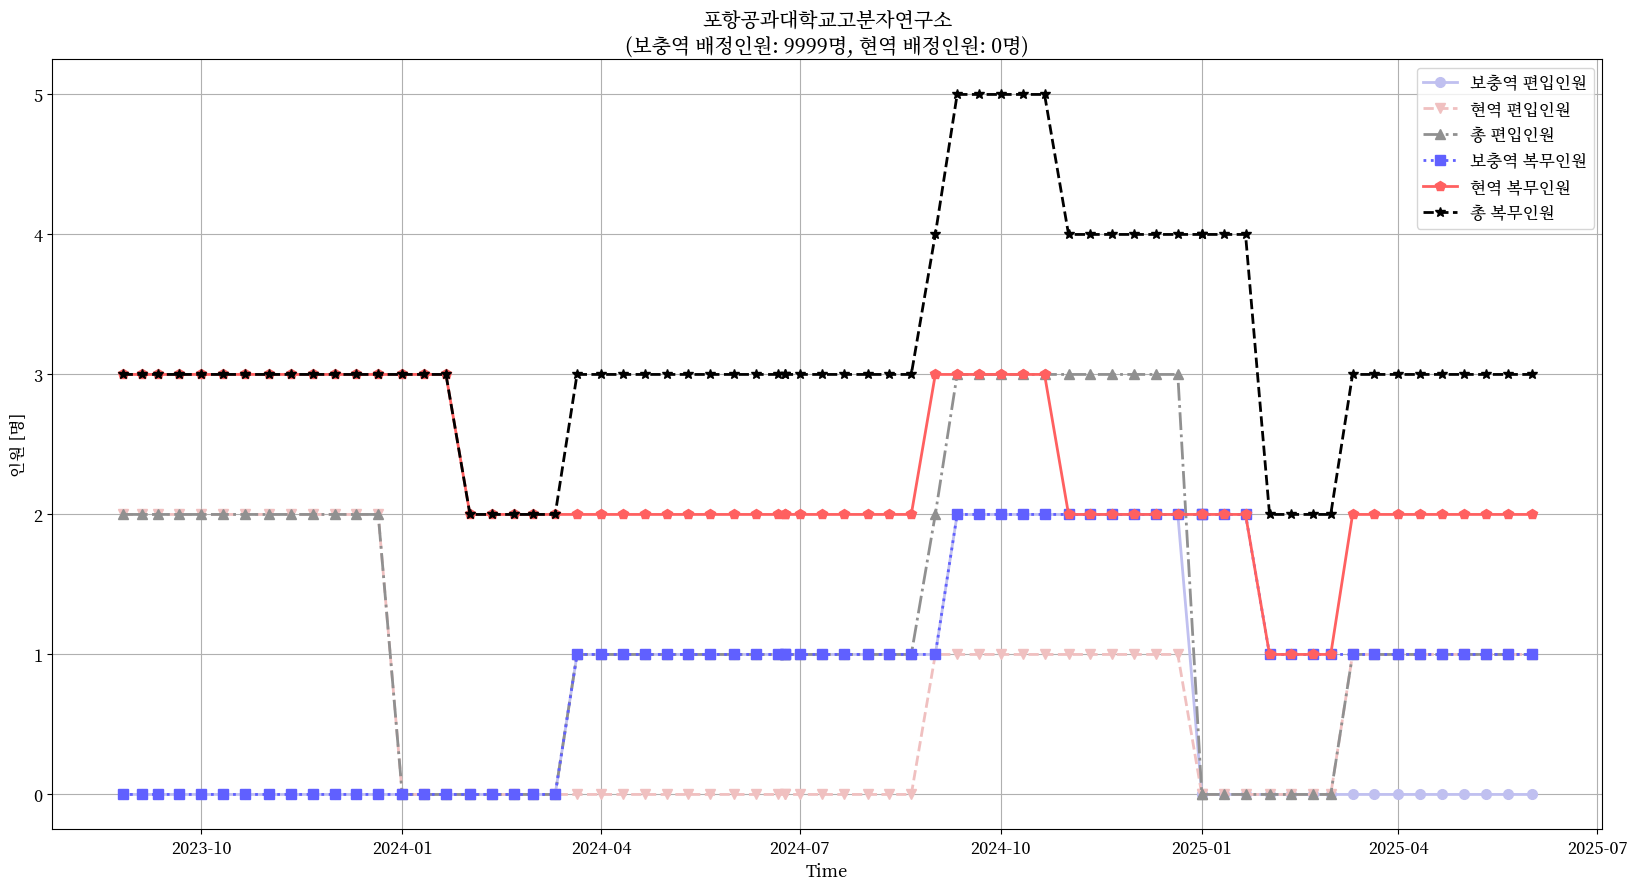 포항공과대학교고분자연구소
(보충역 배정인원: 9999명, 현역 배정인원: 0명)
보충역 편입인원
현역 편입인원
총 편입인원
보충역 복무인원
현역 복무인원
총 복무인원
인원 [명]
5
4
3
2
1
0
2023-10
2024-01
2024-04
2024-07
2024-10
2025-01
2025-04
2025-07
Time